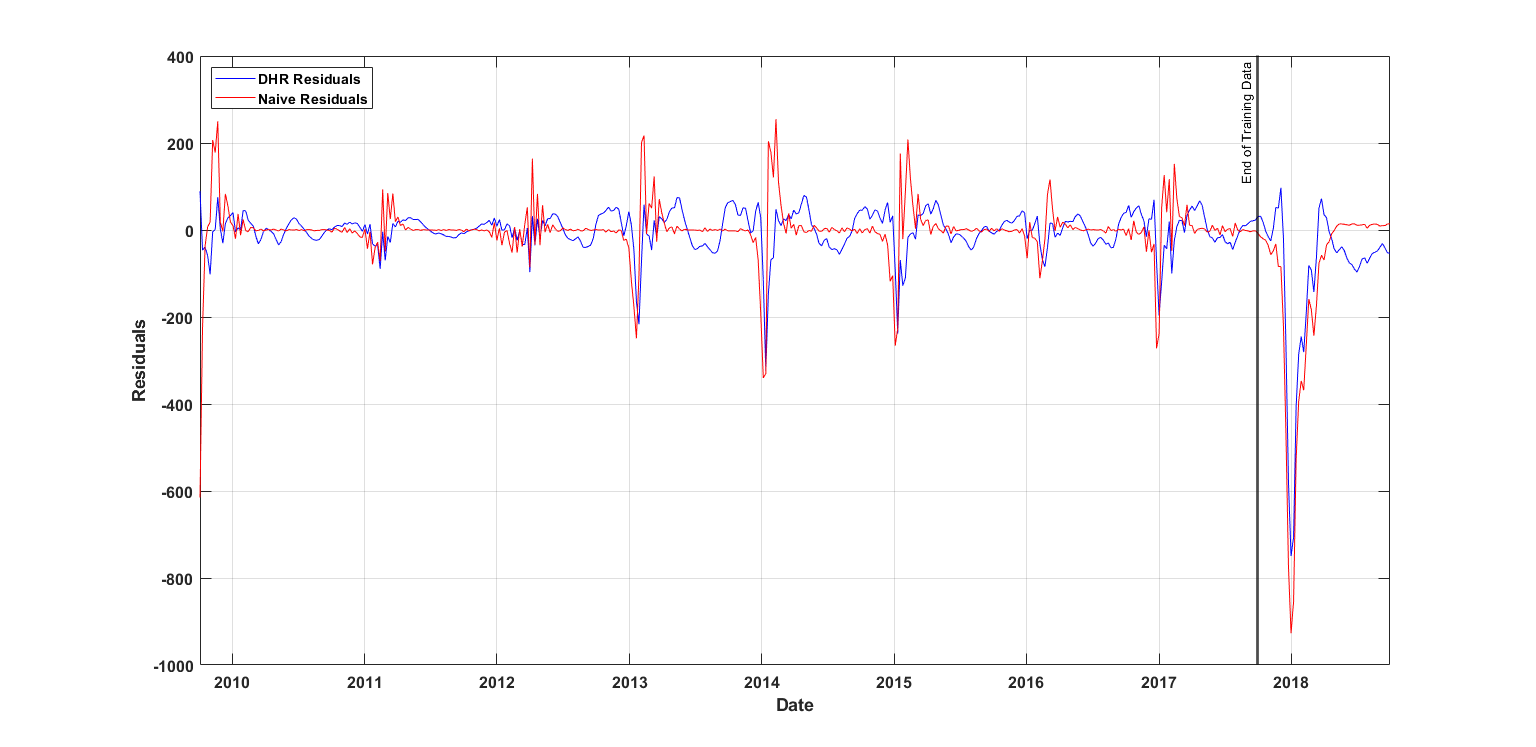 400
200
0
-200
-400
-600
-800
-1000
Residuals
DHR Residuals
Naive Residuals
End of Training Data
2010 2011 2012 2013 2014 2015 2016 2017 2018
Date